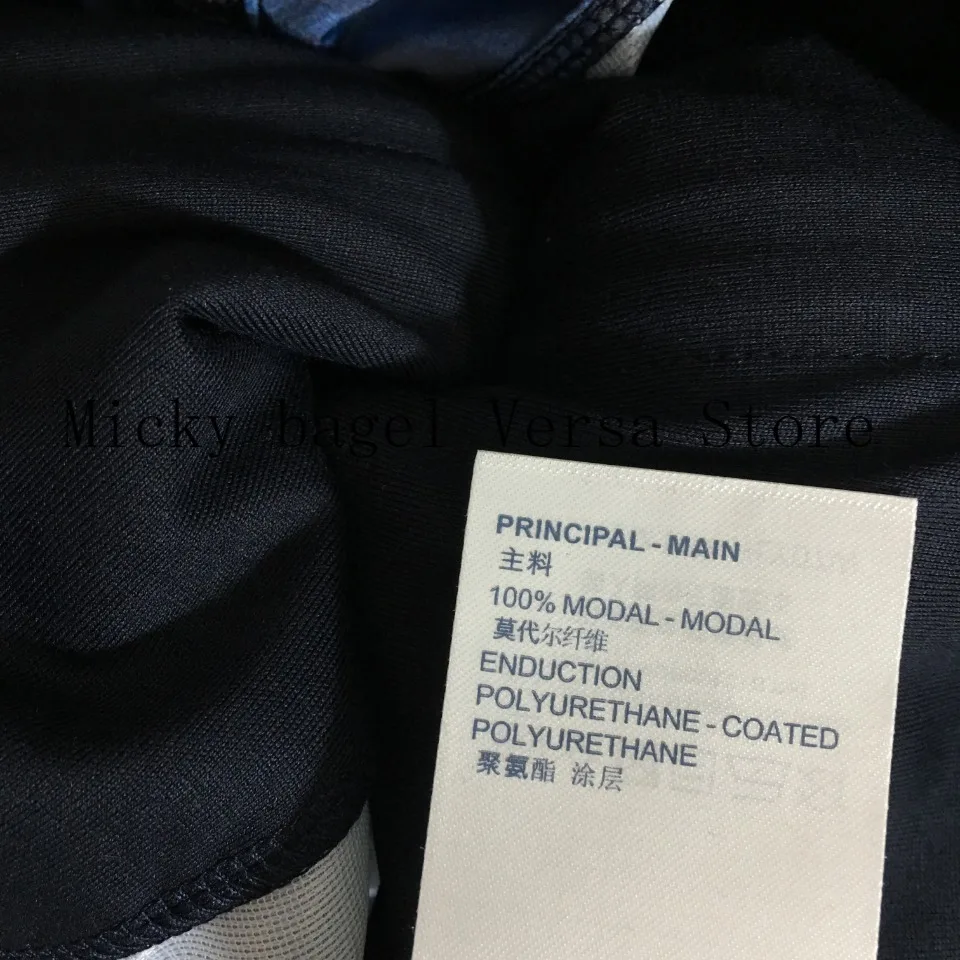 Micky bagel Versa Store
PRINCIPAL - MAIN
主料
100% MODAL - MODAL
莫代尔纤维
ENDUCTION
POLYURETHANE - COATED
POLYURETHANE
聚氨酯 涂层